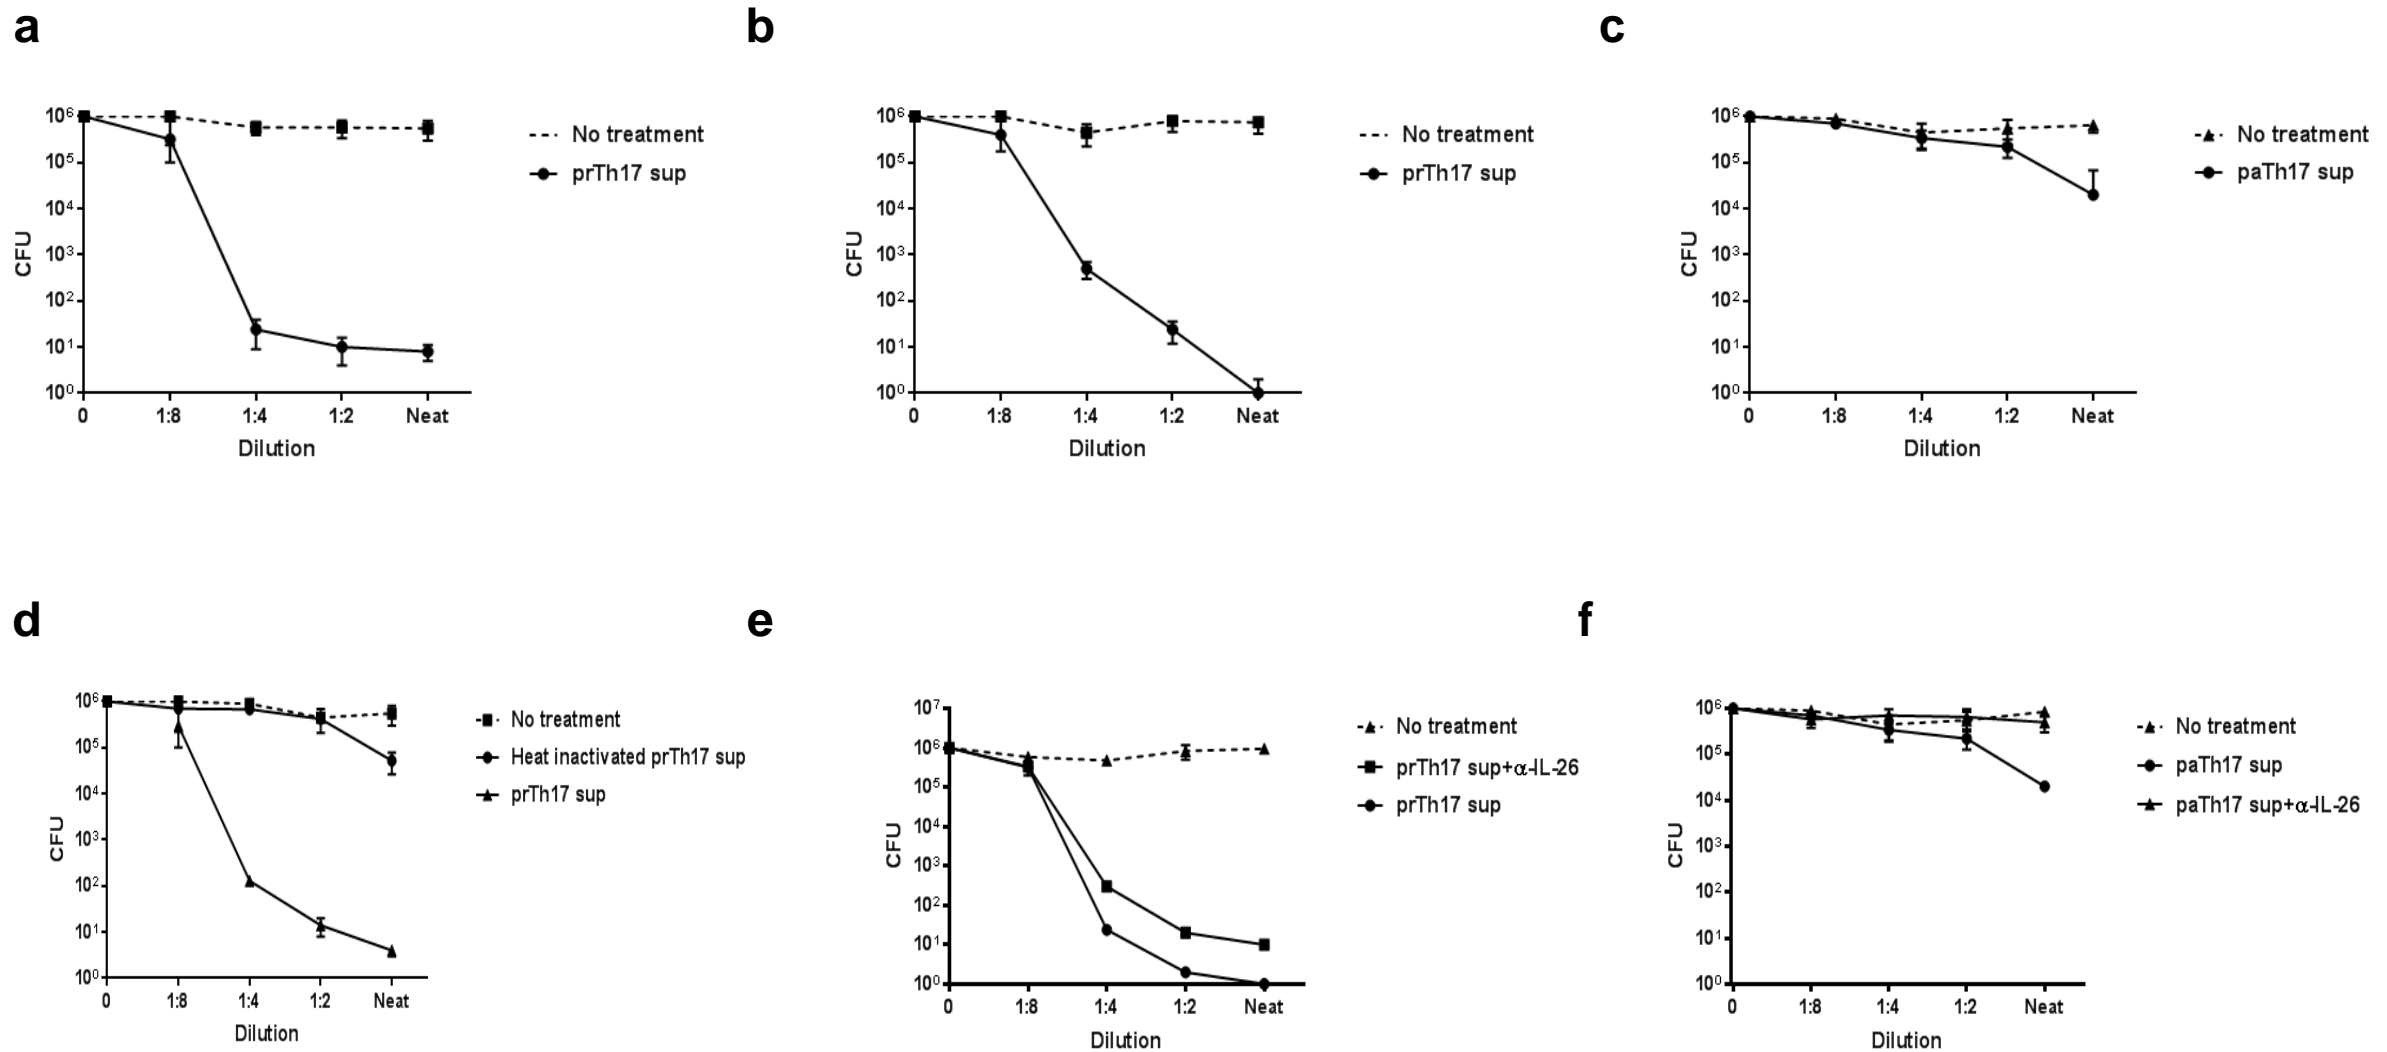 a
10⁶
10⁵
10⁴
10³
10²
10¹
10⁰
CFU
0 1:8 1:4 1:2 Neat
Dilution
No treatment
prTh17 sup
b
10⁶
10⁵
10⁴
10³
10²
10¹
10⁰
CFU
0 1:8 1:4 1:2 Neat
Dilution
No treatment
prTh17 sup
c
10⁶
10⁵
10⁴
10³
10²
10¹
10⁰
CFU
0 1:8 1:4 1:2 Neat
Dilution
No treatment
paTh17 sup
d
10⁶
10⁵
10⁴
10³
10²
10¹
10⁰
CFU
0 1:8 1:4 1:2 Neat
Dilution
No treatment
Heat inactivated prTh17 sup
prTh17 sup
e
10⁷
10⁶
10⁵
10⁴
10³
10²
10¹
10⁰
CFU
0 1:8 1:4 1:2 Neat
Dilution
No treatment
prTh17 sup+α-IL-26
prTh17 sup
f
10⁶
10⁵
10⁴
10³
10²
10¹
10⁰
CFU
0 1:8 1:4 1:2 Neat
Dilution
No treatment
paTh17 sup
paTh17 sup+α-IL-26